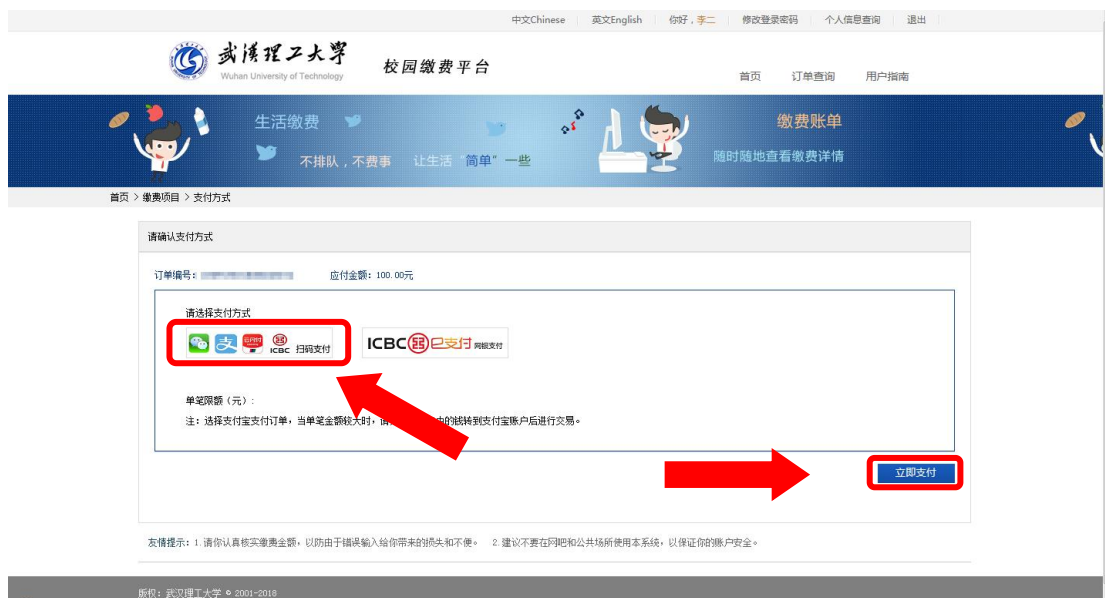 中文Chinese 英文English 你好,李二 修改登录密码 个人信息查询 退出
武汉理工大学
Wuhan University of Technology
校园缴费平台
首页 订单查询 用户指南
生活缴费
不排队,不费事 让生活“简单”一些
缴费账单
随时随地查看缴费详情
首页 > 缴费项目 > 支付方式
请确认支付方式
订单编号: 应付金额:100.00元
请选择支付方式
支 ICBC 扫码支付
ICBC 已支付 网银支付
单笔限额(元):
注:选择支付宝支付订单,当单笔金额较大时, 的钱转到支付宝账户后进行交易。
立即支付
友情提示:1.请你认真核实缴费金额,以防由于错误输入给你带来的损失和不便。 2.建议不要在网吧和公共场所使用本系统,以保证你的账户安全。
版权:武汉理工大学 © 2001-2018